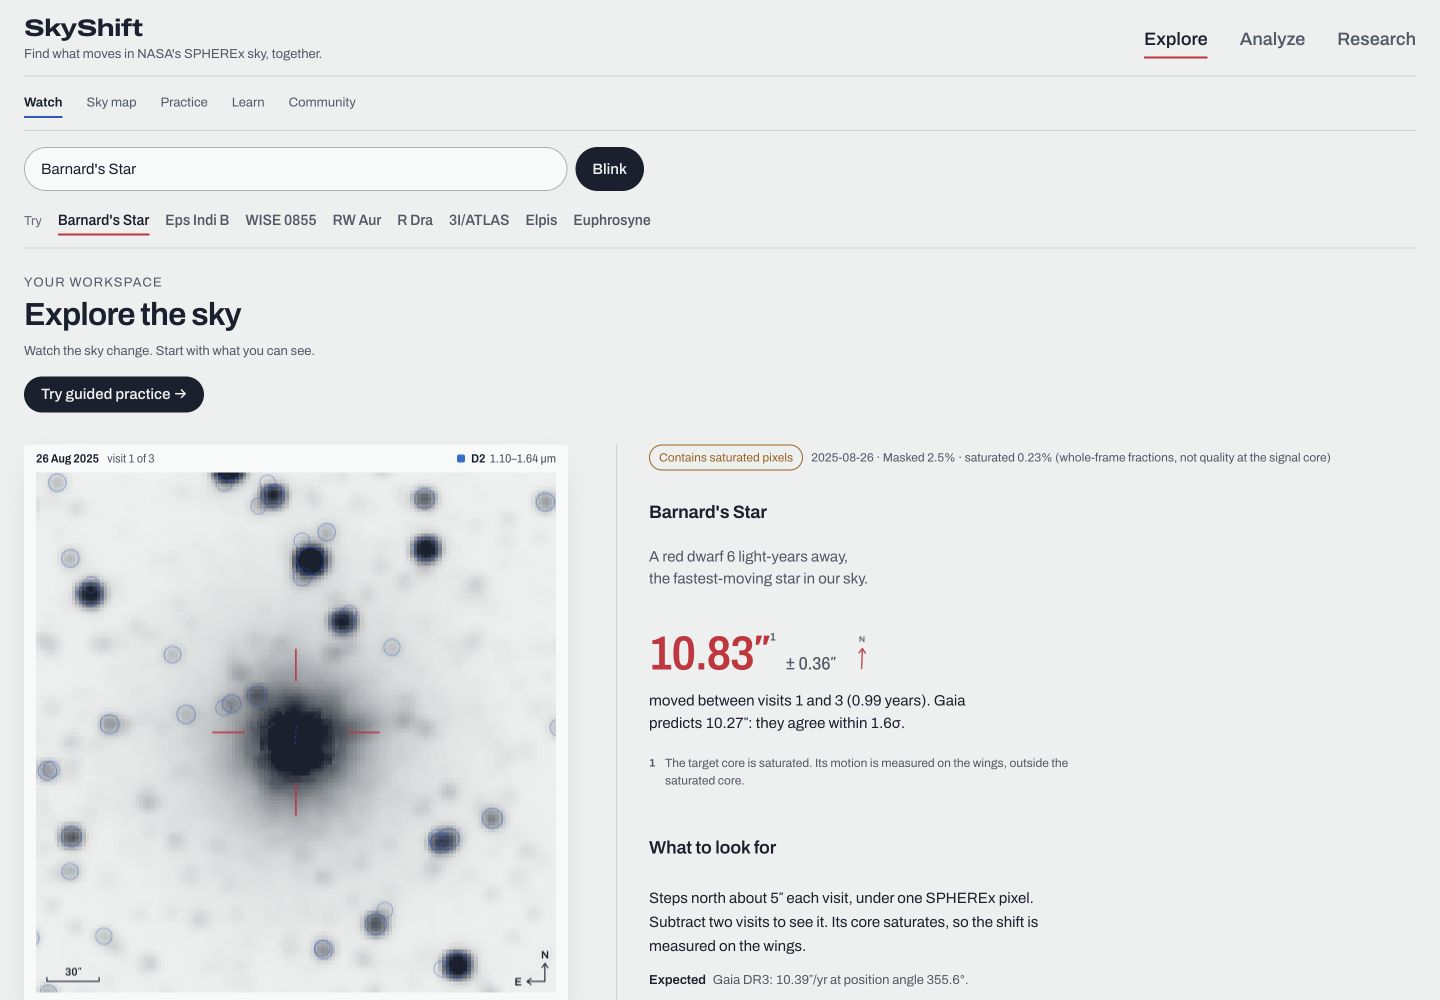 SkyShift
Find what moves in NASA's SPHEREx sky, together.
Explore Analyze Research
Watch Sky map Practice Learn Community
Barnard's Star Blink
Try Barnard's Star Eps Indi B WISE 0855 RW Aur R Dra 3I/ATLAS Elpis Euphrosyne
YOUR WORKSPACE
Explore the sky
Watch the sky change. Start with what you can see.
Try guided practice →
26 Aug 2025 visit 1 of 3 D2 1.10–1.64 μm
30″
N
E
Contains saturated pixels 2025-08-26 · Masked 2.5% · saturated 0.23% (whole-frame fractions, not quality at the signal core)
Barnard's Star
A red dwarf 6 light-years away,
the fastest-moving star in our sky.
10.83″1 ± 0.36″ N
moved between visits 1 and 3 (0.99 years). Gaia
predicts 10.27″: they agree within 1.6σ.
1 The target core is saturated. Its motion is measured on the wings, outside the
saturated core.
What to look for
Steps north about 5″ each visit, under one SPHEREx pixel.
Subtract two visits to see it. Its core saturates, so the shift is
measured on the wings.
Expected Gaia DR3: 10.39″/yr at position angle 355.6°.